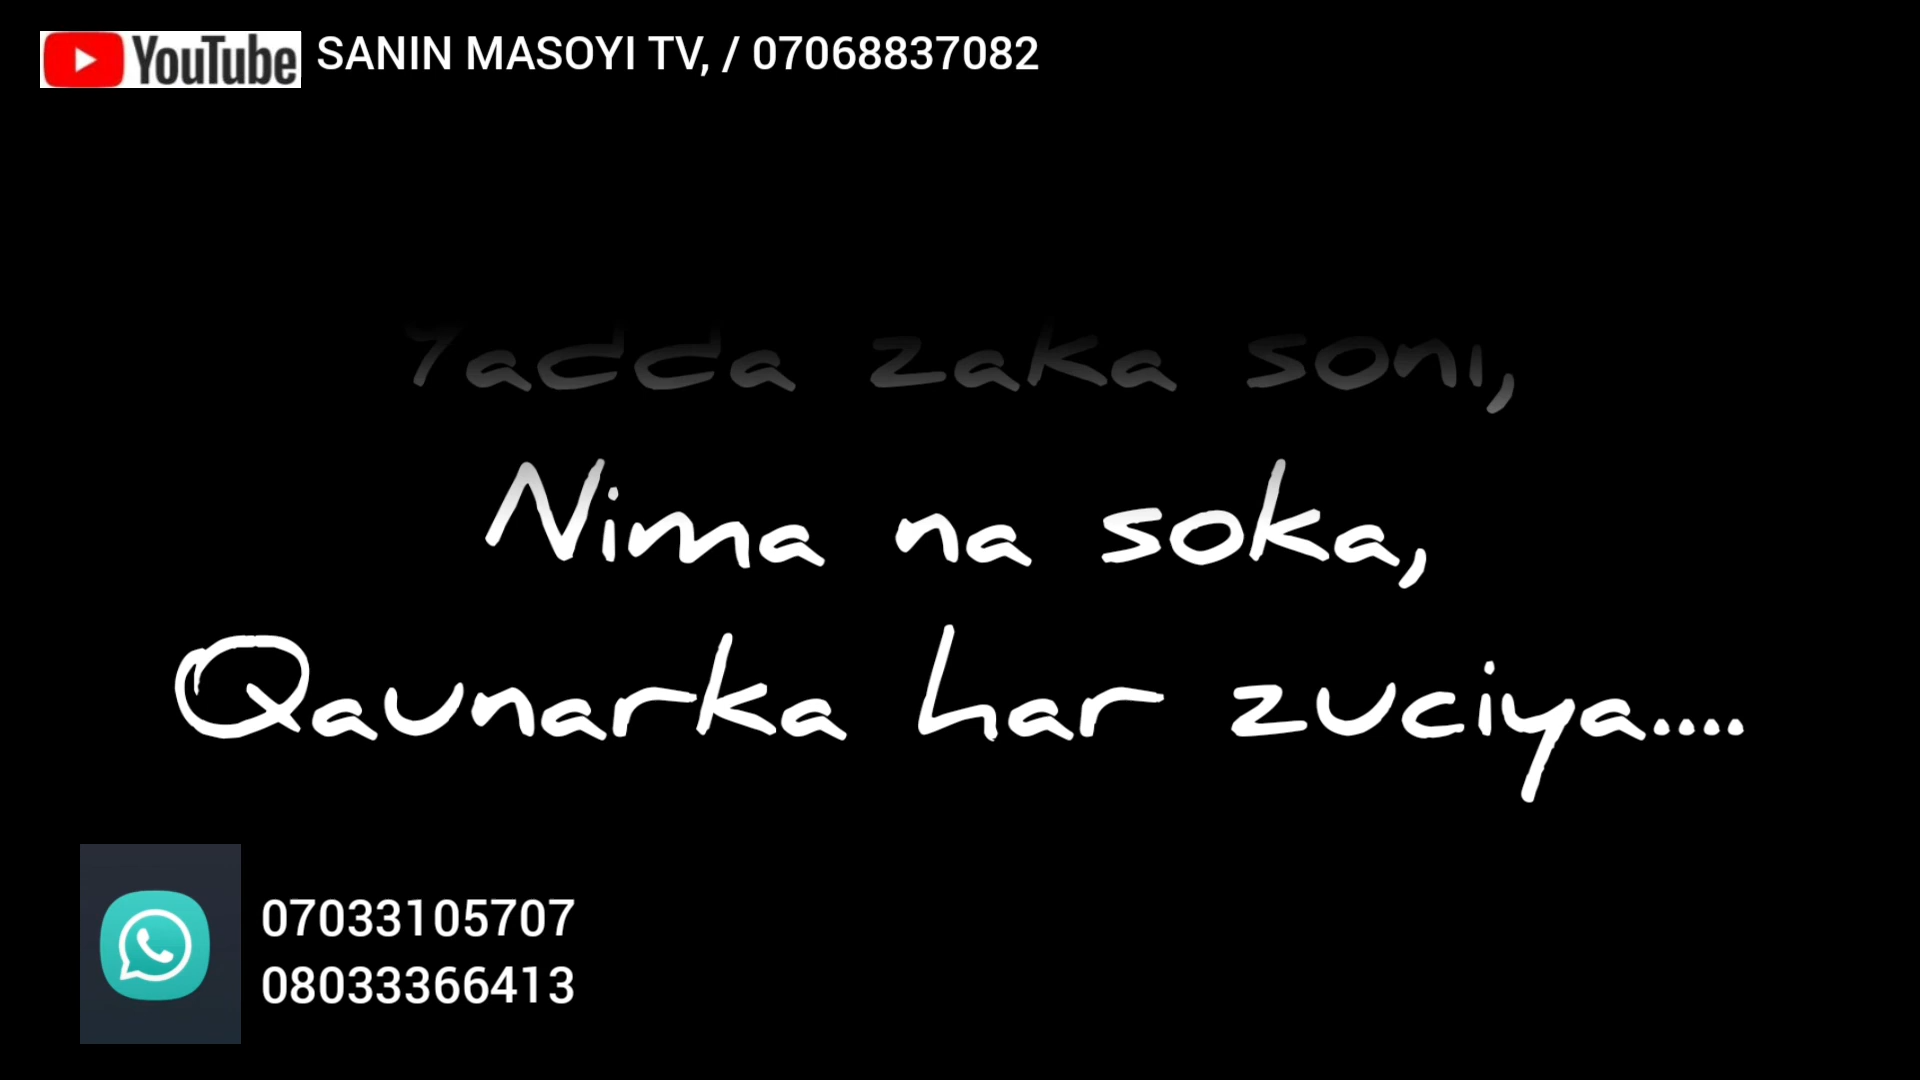 YouTube SANIN MASOYI TV, / 07068837082
Yadda zaka soni,
Nima na soka,
Qaunarka har zuciya....
07033105707
08033366413